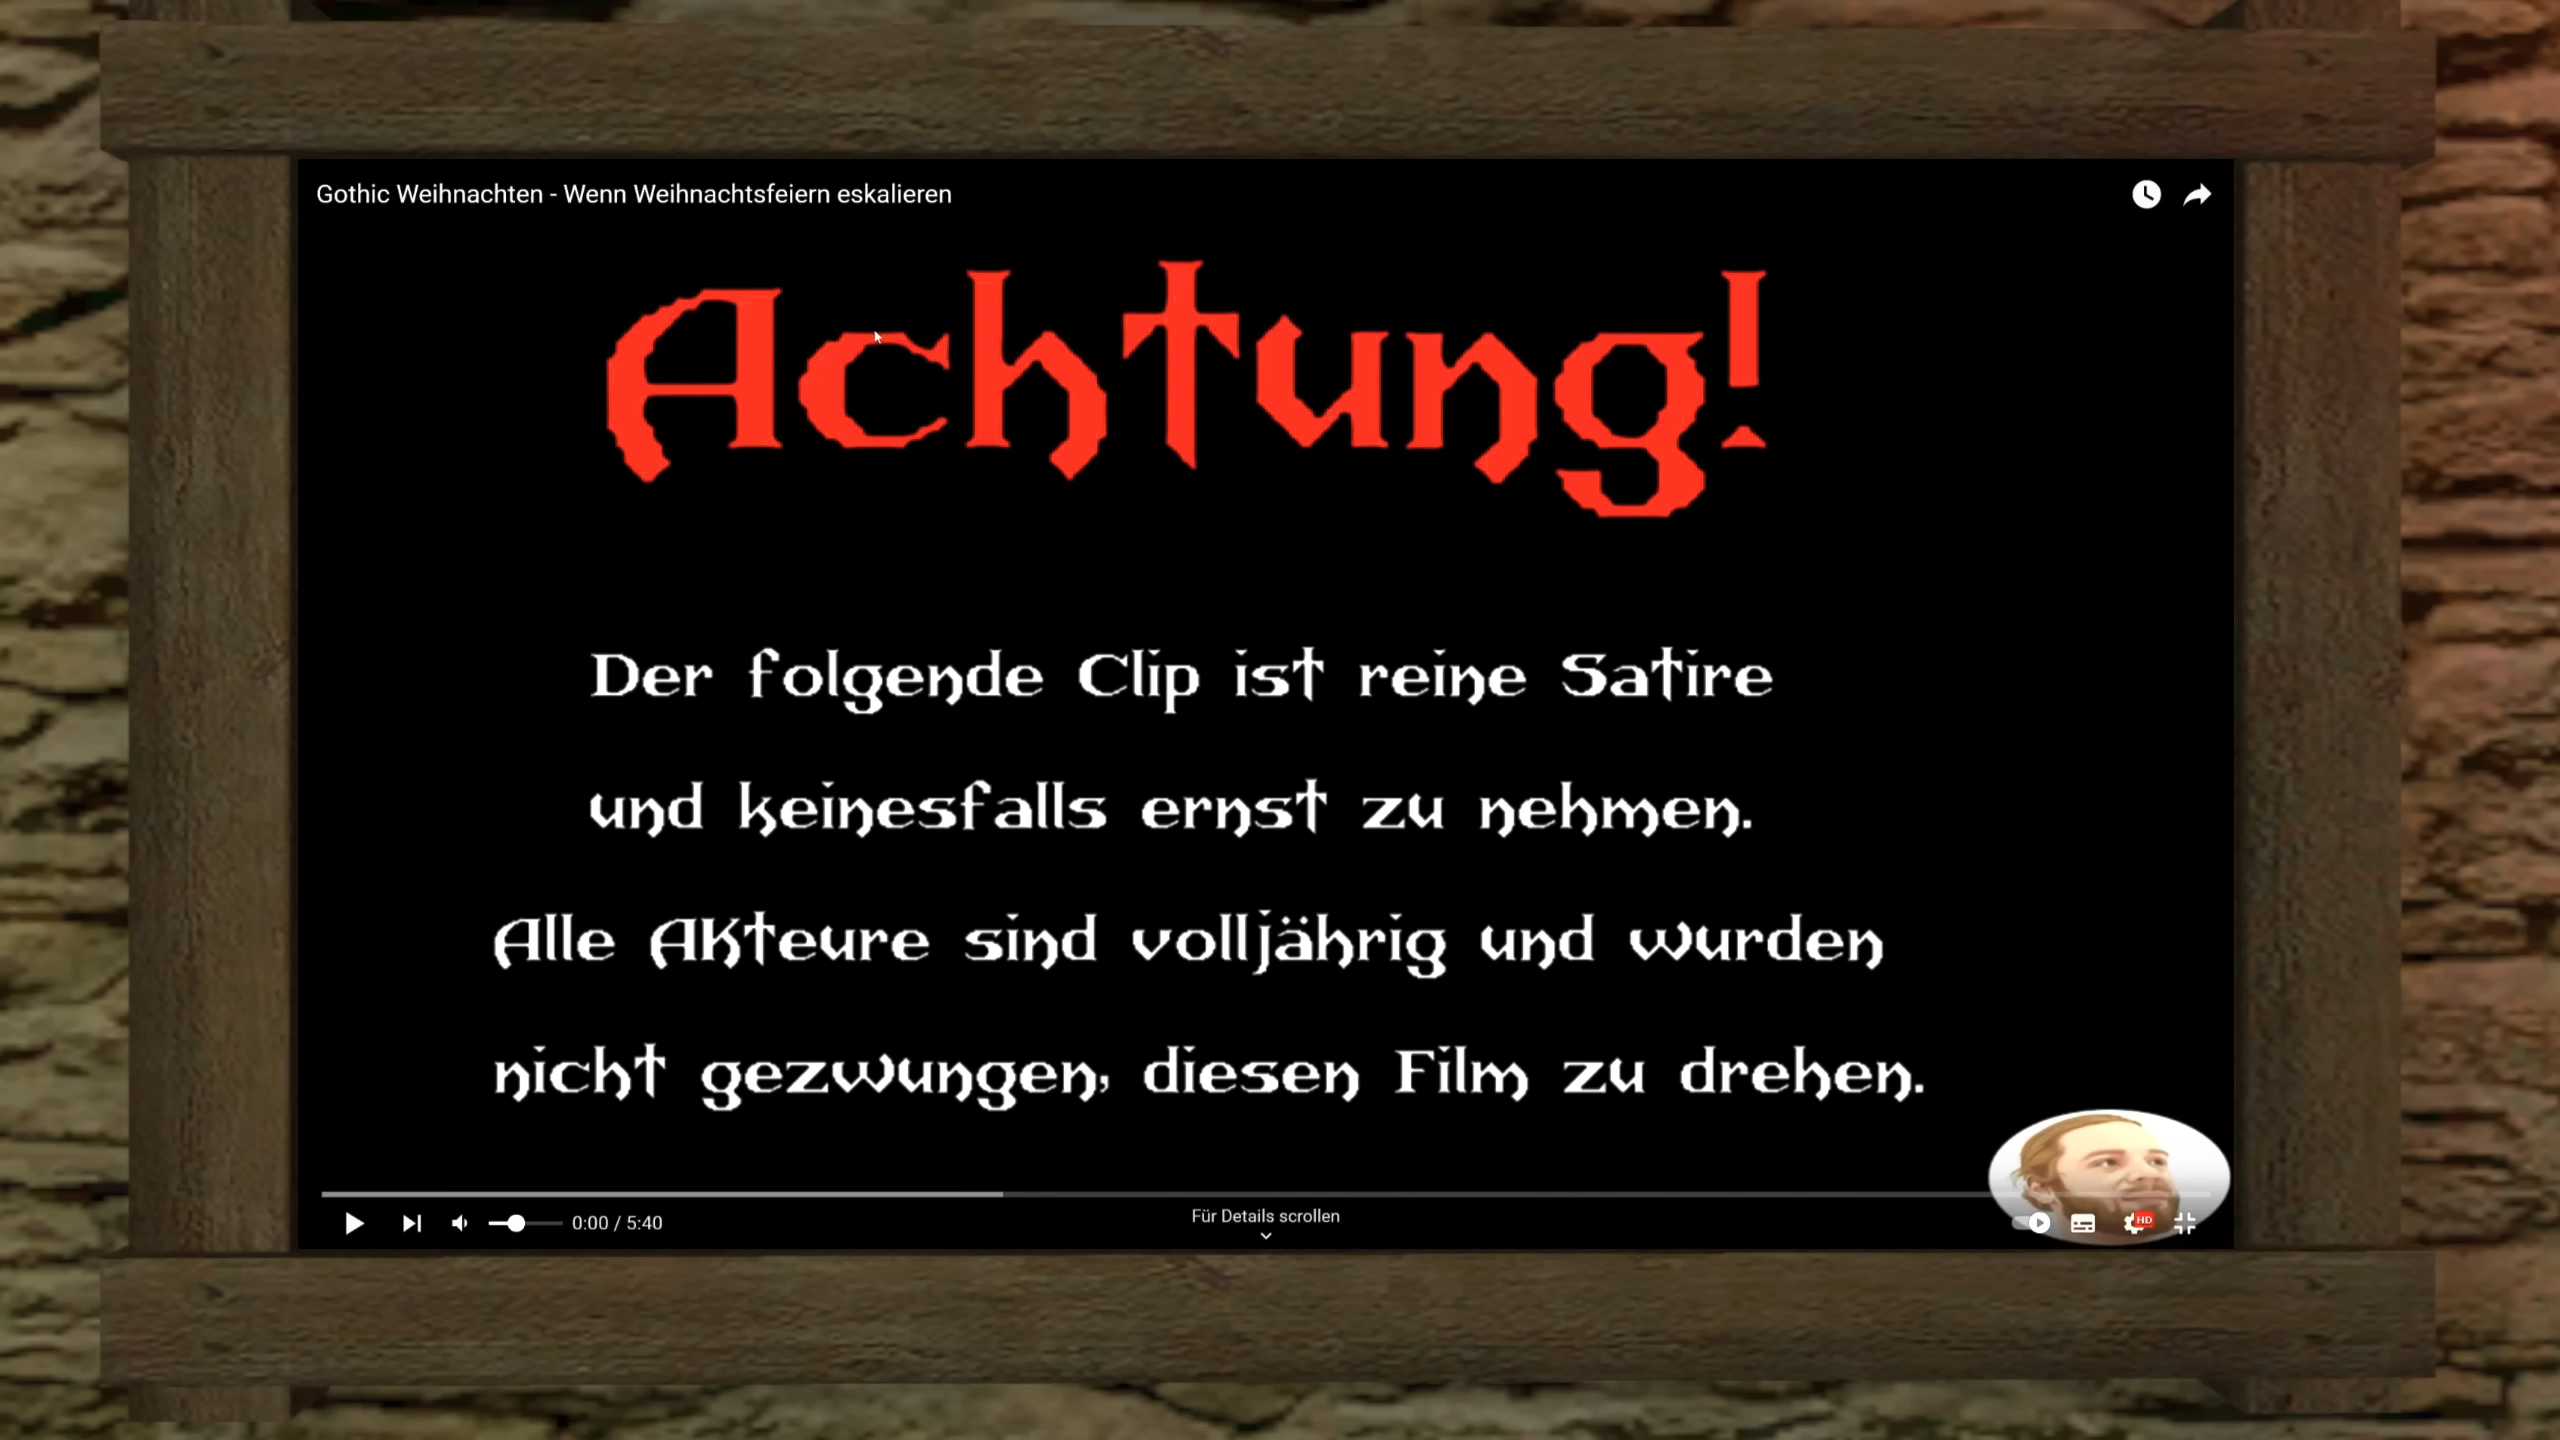 Gothic Weihnachten - Wenn Weihnachtsfeiern eskalieren
Achtung!
Der folgende Clip ist reine Satire
und keinesfalls ernst zu nehmen.
Alle Akteure sind volljährig und wurden
nicht gezwungen, diesen Film zu drehen.
0:00 / 5:40
Für Details scrollen
HD